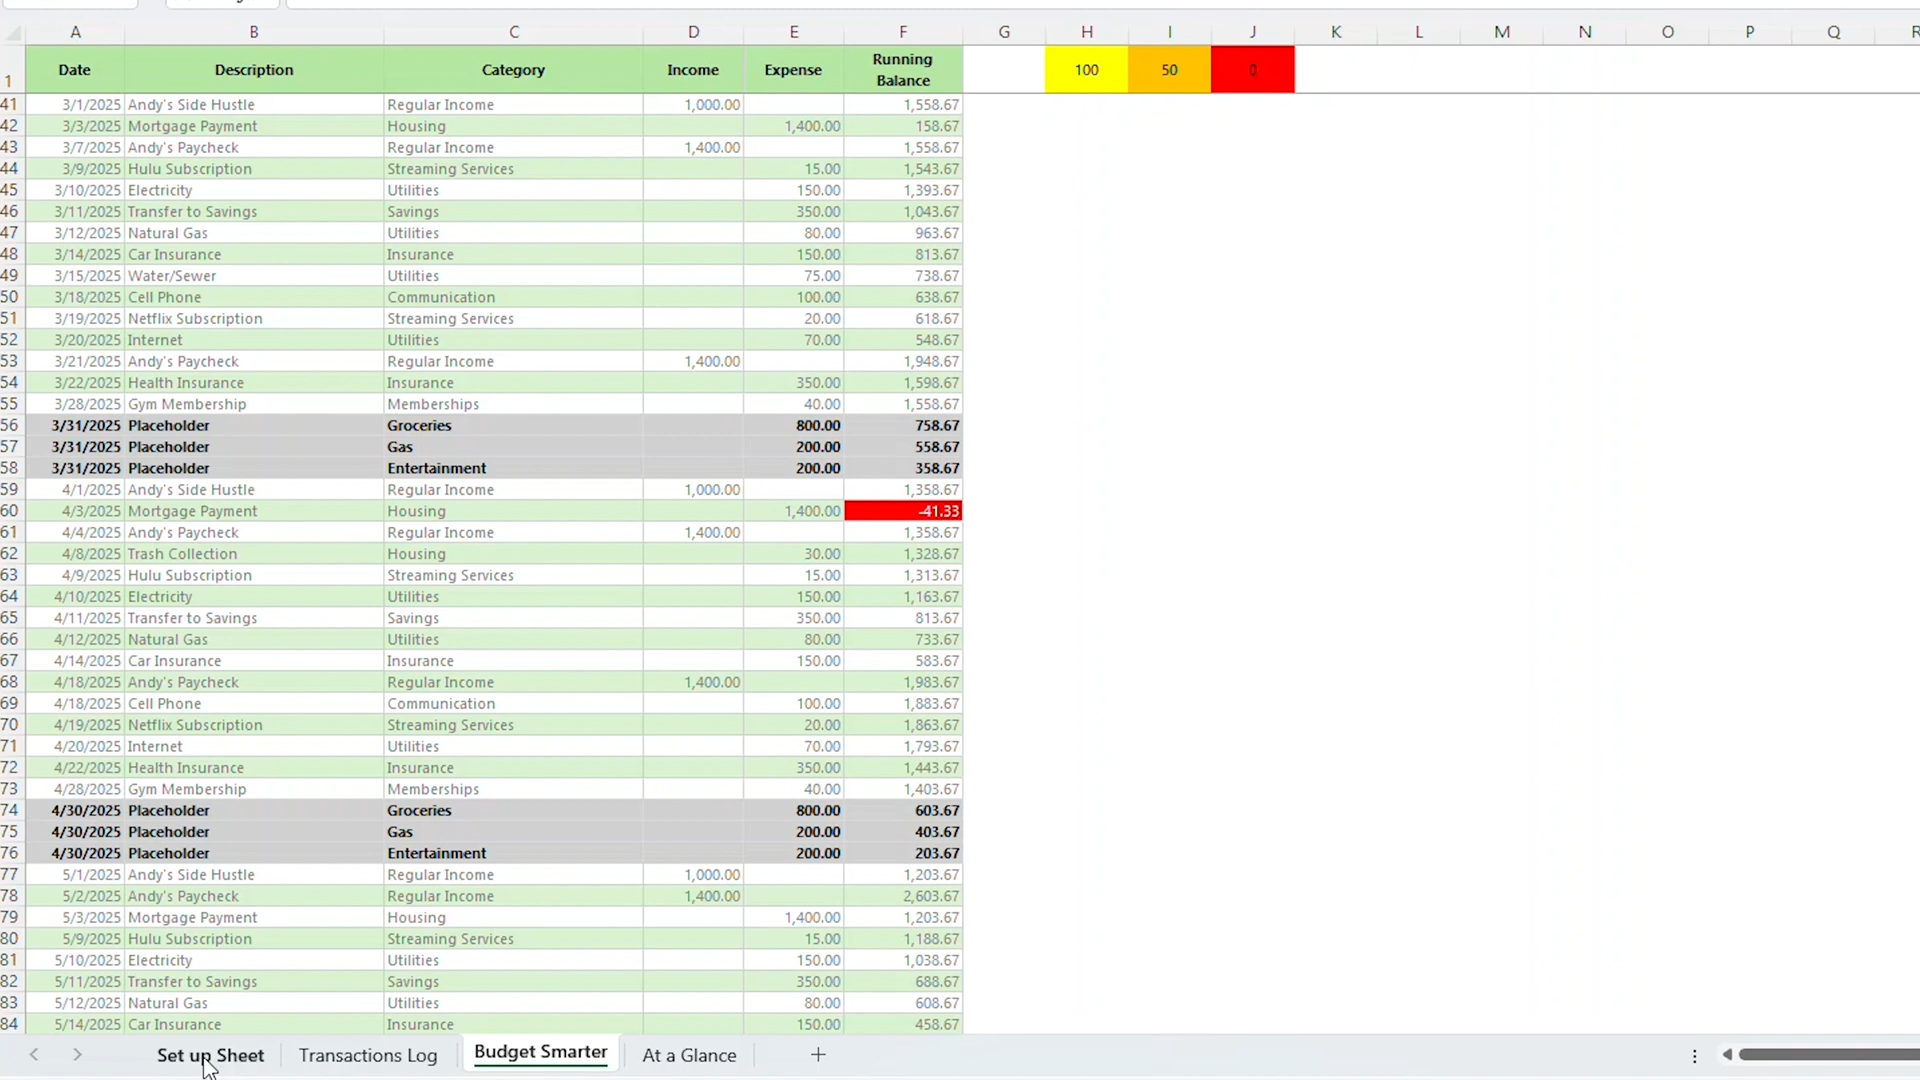 A B C D E F G H I J K L M N O P Q R
1 Date Description Category Income Expense Running Balance 100 50 0
41 3/1/2025 Andy's Side Hustle Regular Income 1,000.00 1,558.67
42 3/3/2025 Mortgage Payment Housing 1,400.00 158.67
43 3/7/2025 Andy's Paycheck Regular Income 1,400.00 1,558.67
44 3/9/2025 Hulu Subscription Streaming Services 15.00 1,543.67
45 3/10/2025 Electricity Utilities 150.00 1,393.67
46 3/11/2025 Transfer to Savings Savings 350.00 1,043.67
47 3/12/2025 Natural Gas Utilities 80.00 963.67
48 3/14/2025 Car Insurance Insurance 150.00 813.67
49 3/15/2025 Water/Sewer Utilities 75.00 738.67
50 3/18/2025 Cell Phone Communication 100.00 638.67
51 3/19/2025 Netflix Subscription Streaming Services 20.00 618.67
52 3/20/2025 Internet Utilities 70.00 548.67
53 3/21/2025 Andy's Paycheck Regular Income 1,400.00 1,948.67
54 3/22/2025 Health Insurance Insurance 350.00 1,598.67
55 3/28/2025 Gym Membership Memberships 40.00 1,558.67
56 3/31/2025 Placeholder Groceries 800.00 758.67
57 3/31/2025 Placeholder Gas 200.00 558.67
58 3/31/2025 Placeholder Entertainment 200.00 358.67
59 4/1/2025 Andy's Side Hustle Regular Income 1,000.00 1,358.67
60 4/3/2025 Mortgage Payment Housing 1,400.00 -41.33
61 4/4/2025 Andy's Paycheck Regular Income 1,400.00 1,358.67
62 4/8/2025 Trash Collection Housing 30.00 1,328.67
63 4/9/2025 Hulu Subscription Streaming Services 15.00 1,313.67
64 4/10/2025 Electricity Utilities 150.00 1,163.67
65 4/11/2025 Transfer to Savings Savings 350.00 813.67
66 4/12/2025 Natural Gas Utilities 80.00 733.67
67 4/14/2025 Car Insurance Insurance 150.00 583.67
68 4/18/2025 Andy's Paycheck Regular Income 1,400.00 1,983.67
69 4/18/2025 Cell Phone Communication 100.00 1,883.67
70 4/19/2025 Netflix Subscription Streaming Services 20.00 1,863.67
71 4/20/2025 Internet Utilities 70.00 1,793.67
72 4/22/2025 Health Insurance Insurance 350.00 1,443.67
73 4/28/2025 Gym Membership Memberships 40.00 1,403.67
74 4/30/2025 Placeholder Groceries 800.00 603.67
75 4/30/2025 Placeholder Gas 200.00 403.67
76 4/30/2025 Placeholder Entertainment 200.00 203.67
77 5/1/2025 Andy's Side Hustle Regular Income 1,000.00 1,203.67
78 5/2/2025 Andy's Paycheck Regular Income 1,400.00 2,603.67
79 5/3/2025 Mortgage Payment Housing 1,400.00 1,203.67
80 5/9/2025 Hulu Subscription Streaming Services 15.00 1,188.67
81 5/10/2025 Electricity Utilities 150.00 1,038.67
82 5/11/2025 Transfer to Savings Savings 350.00 688.67
83 5/12/2025 Natural Gas Utilities 80.00 608.67
84 5/14/2025 Car Insurance Insurance 150.00 458.67
Set up Sheet Transactions Log Budget Smarter At a Glance